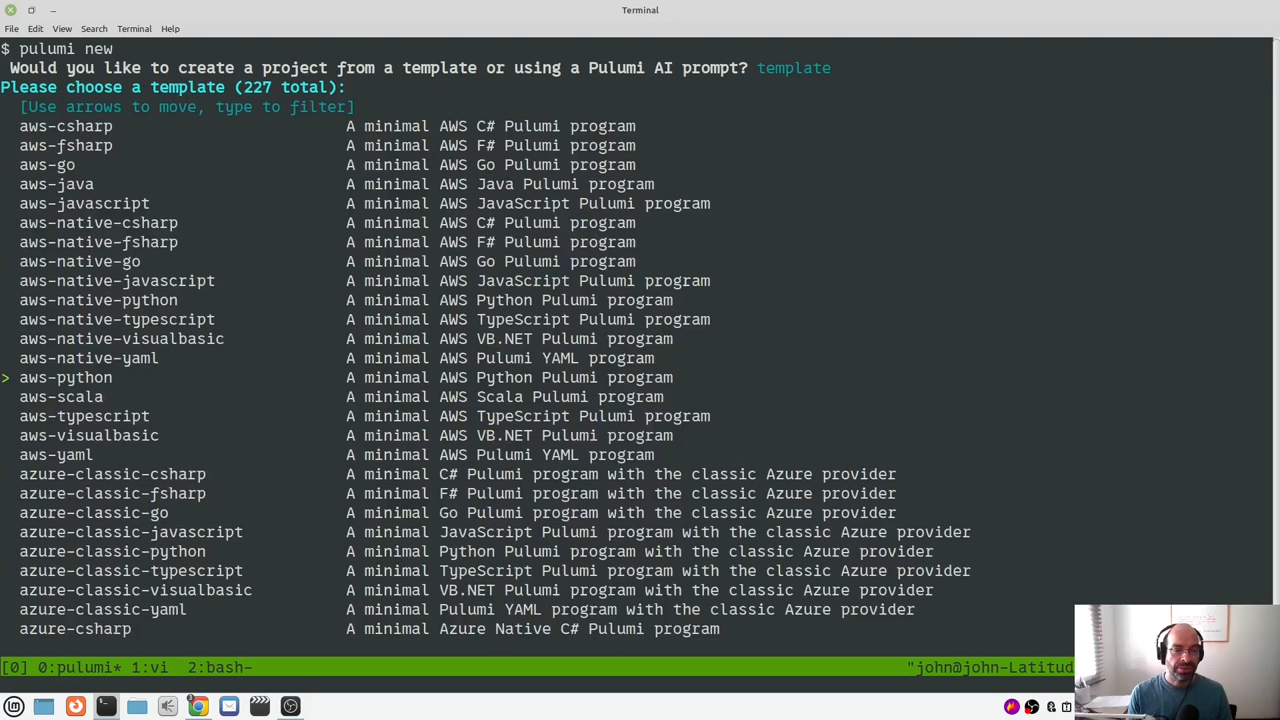 Terminal
File Edit View Search Terminal Help
$ pulumi new
Would you like to create a project from a template or using a Pulumi AI prompt? template
Please choose a template (227 total):
[Use arrows to move, type to filter]
aws-csharp A minimal AWS C# Pulumi program
aws-fsharp A minimal AWS F# Pulumi program
aws-go A minimal AWS Go Pulumi program
aws-java A minimal AWS Java Pulumi program
aws-javascript A minimal AWS JavaScript Pulumi program
aws-native-csharp A minimal AWS C# Pulumi program
aws-native-fsharp A minimal AWS F# Pulumi program
aws-native-go A minimal AWS Go Pulumi program
aws-native-javascript A minimal AWS JavaScript Pulumi program
aws-native-python A minimal AWS Python Pulumi program
aws-native-typescript A minimal AWS TypeScript Pulumi program
aws-native-visualbasic A minimal AWS VB.NET Pulumi program
aws-native-yaml A minimal AWS Pulumi YAML program
> aws-python A minimal AWS Python Pulumi program
aws-scala A minimal AWS Scala Pulumi program
aws-typescript A minimal AWS TypeScript Pulumi program
aws-visualbasic A minimal AWS VB.NET Pulumi program
aws-yaml A minimal AWS Pulumi YAML program
azure-classic-csharp A minimal C# Pulumi program with the classic Azure provider
azure-classic-fsharp A minimal F# Pulumi program with the classic Azure provider
azure-classic-go A minimal Go Pulumi program with the classic Azure provider
azure-classic-javascript A minimal JavaScript Pulumi program with the classic Azure provider
azure-classic-python A minimal Python Pulumi program with the classic Azure provider
azure-classic-typescript A minimal TypeScript Pulumi program with the classic Azure provider
azure-classic-visualbasic A minimal VB.NET Pulumi program with the classic Azure provider
azure-classic-yaml A minimal Pulumi YAML program with the classic Azure provider
azure-csharp A minimal Azure Native C# Pulumi program
[0] 0:pulumi* 1:vi 2:bash- "john@john-Latitud
3